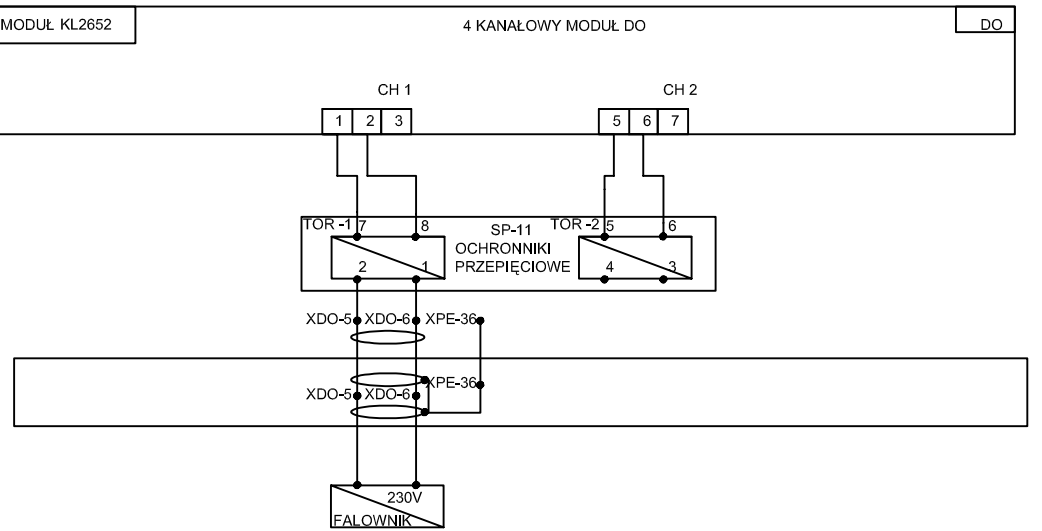 MODUŁ KL2652
4 KANAŁOWY MODUŁ DO
DO
CH 1
CH 2
1 2 3
5 6 7
TOR -1 7 8
SP-11
TOR -2 5 6
OCHRONNIKI
PRZEPIĘCIOWE
2 1
4 3
XDO-5 XDO-6 XPE-36
XPE-36
XDO-5 XDO-6
230V
FALOWNIK